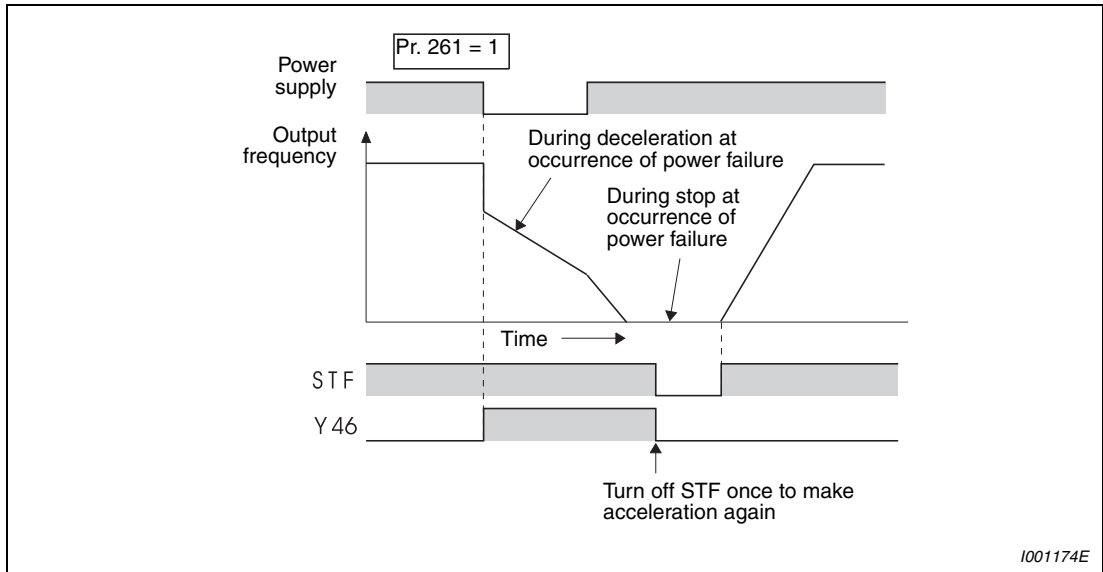 Pr. 261 = 1
Power
supply
Output
frequency
During deceleration at
occurrence of power failure
During stop at
occurrence of
power failure
Time
STF
Y46
Turn off STF once to make
acceleration again
I001174E